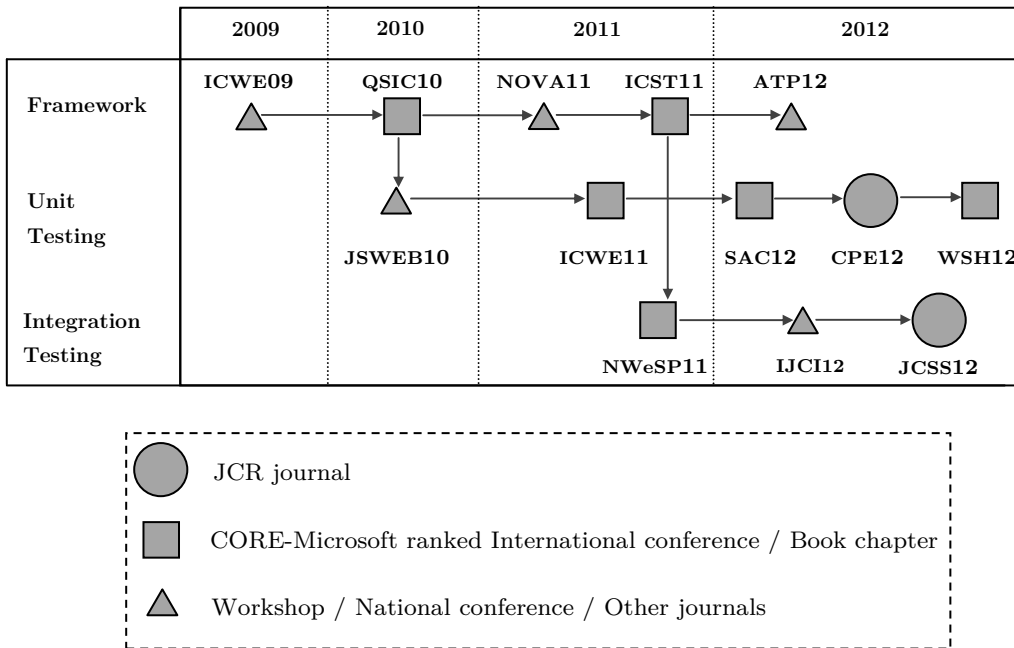 2009 2010 2011 2012
ICWE09 QSIC10 NOVA11 ICST11 ATP12
Framework
Unit
Testing
JSWEB10 ICWE11 SAC12 CPE12 WSH12
Integration
Testing
NWeSP11 IJCI12 JCSS12
JCR journal
CORE-Microsoft ranked International conference / Book chapter
Workshop / National conference / Other journals